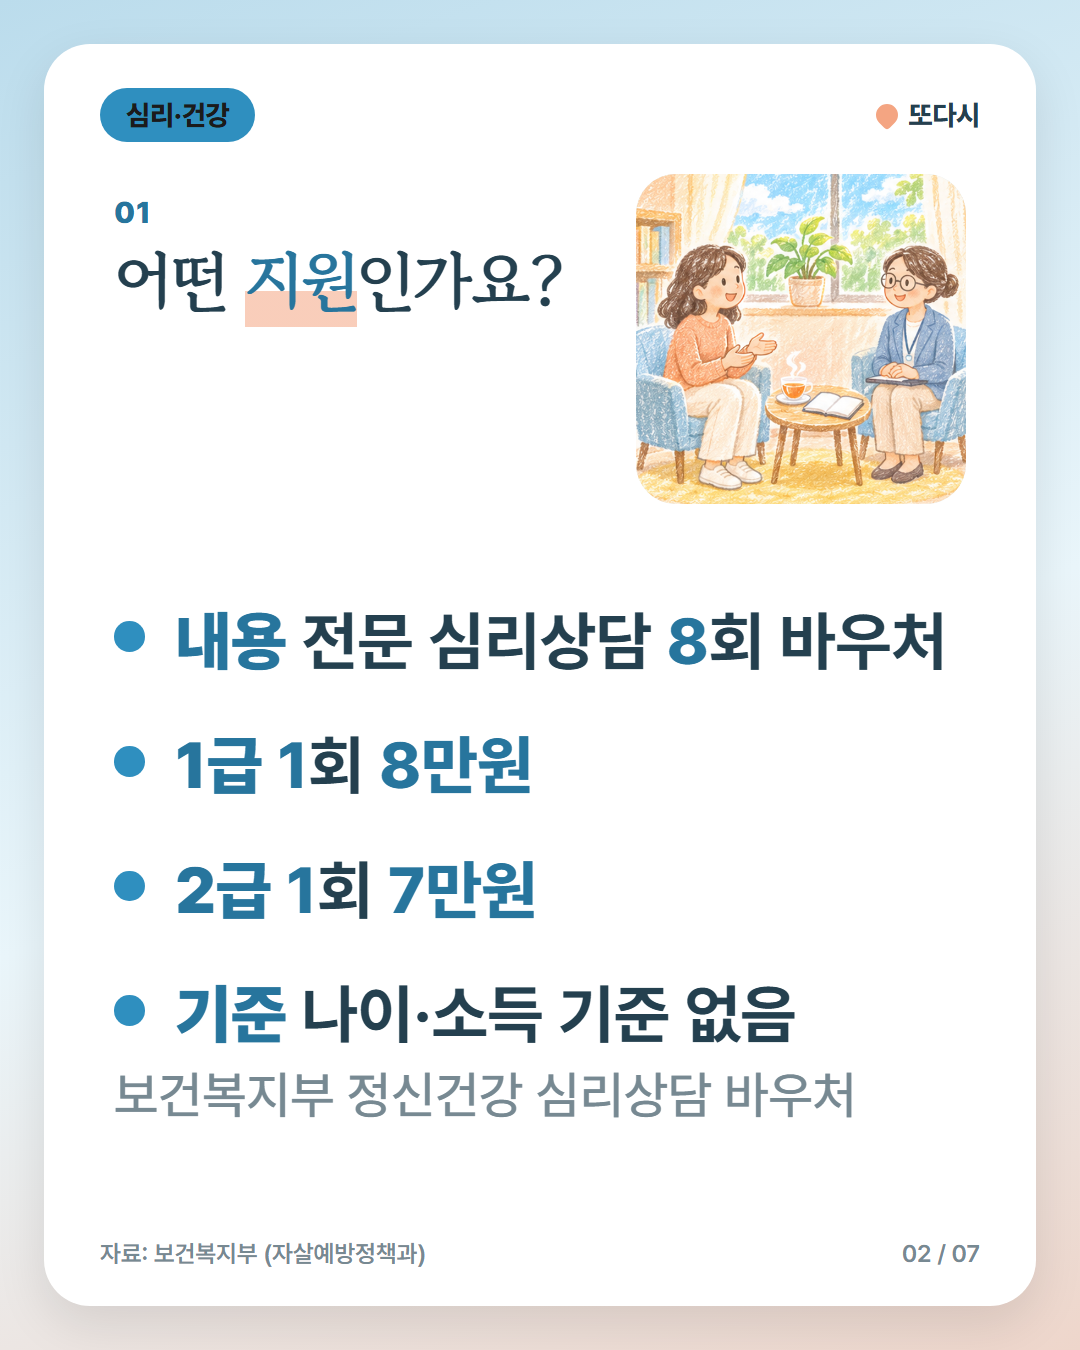 심리·건강
또다시
01
어떤 지원인가요?
내용 전문 심리상담 8회 바우처
1급 1회 8만원
2급 1회 7만원
기준 나이·소득 기준 없음
보건복지부 정신건강 심리상담 바우처
자료: 보건복지부 (자살예방정책과)
02 / 07